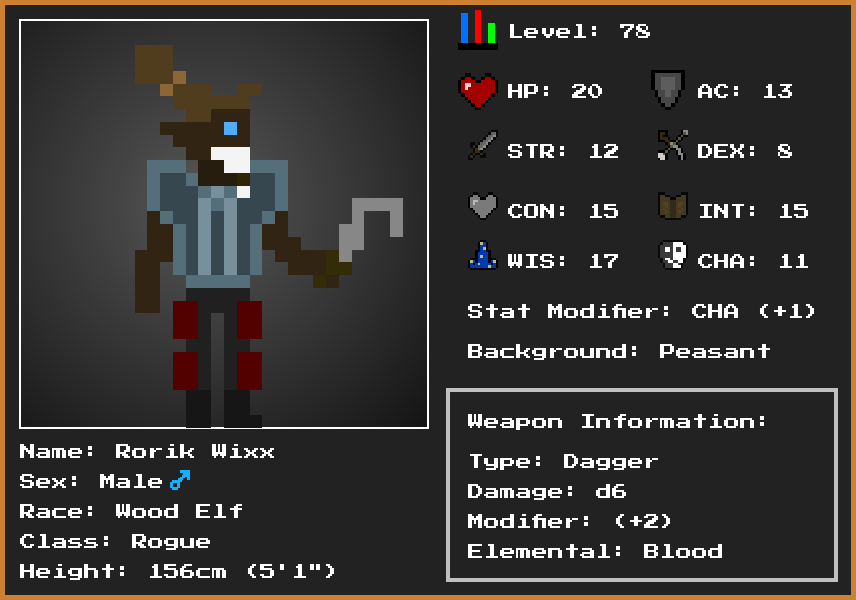 Level: 78
HP: 20 AC: 13
STR: 12 DEX: 8
CON: 15 INT: 15
WIS: 17 CHA: 11
Stat Modifier: CHA (+1)
Background: Peasant
Weapon Information:
Type: Dagger
Damage: d6
Modifier: (+2)
Elemental: Blood
Name: Rorik Wixx
Sex: Male♂
Race: Wood Elf
Class: Rogue
Height: 156cm (5'1")